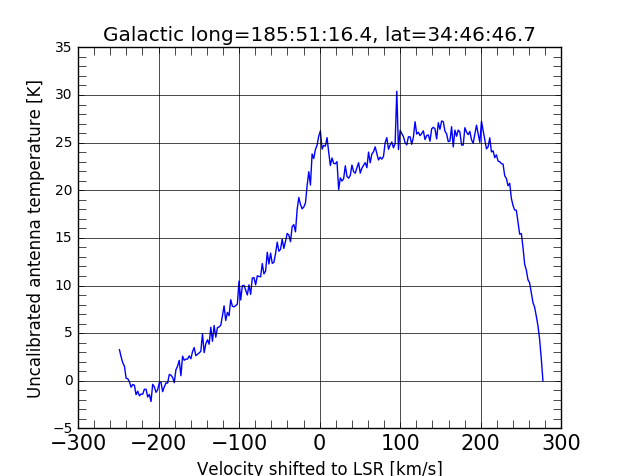 Galactic long=185:51:16.4, lat=34:46:46.7
Uncalibrated antenna temperature [K]
35
30
25
20
15
10
5
0
−5
−300 −200 −100 0 100 200 300
Velocity shifted to LSR [km/s]